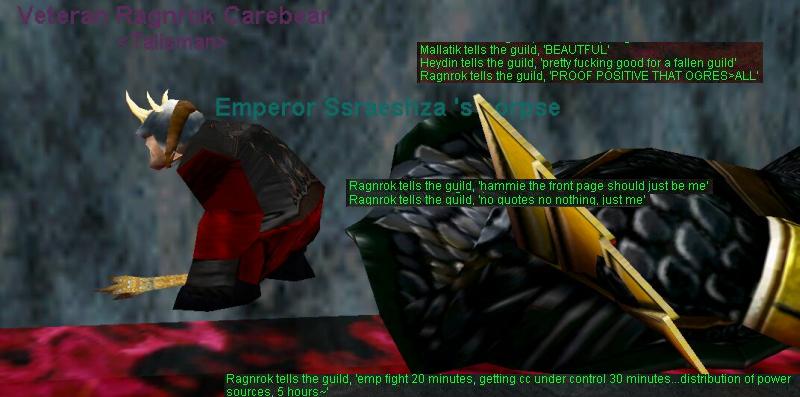 Veteran Ragnrok Carebear
<Talisman>
Mallatik tells the guild, 'BEAUTFUL'
Heydin tells the guild, 'pretty fucking good for a fallen guild'
Ragnrok tells the guild, 'PROOF POSITIVE THAT OGRES>ALL'
Emperor Ssraeshza 's corpse
Ragnrok tells the guild, 'hammie the front page should just be me'
Ragnrok tells the guild, 'no quotes no nothing, just me'
Ragnrok tells the guild, 'emp fight 20 minutes, getting cc under control 30 minutes...distribution of power
sources, 5 hours~'